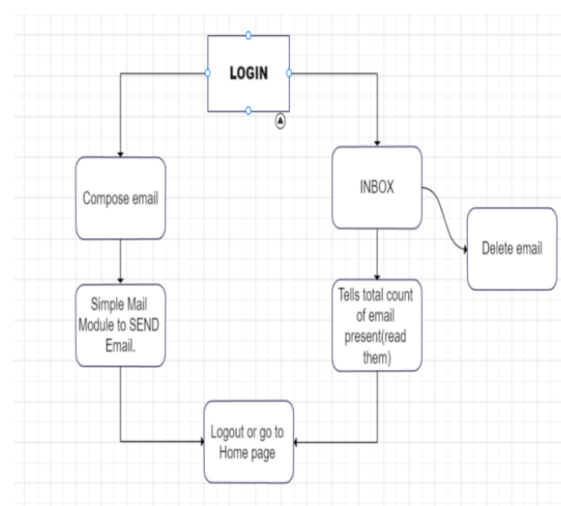 LOGIN
Compose email
INBOX
Delete email
Simple Mail
Module to SEND
Email.
Tells total count
of email
present(read
them)
Logout or go to
Home page